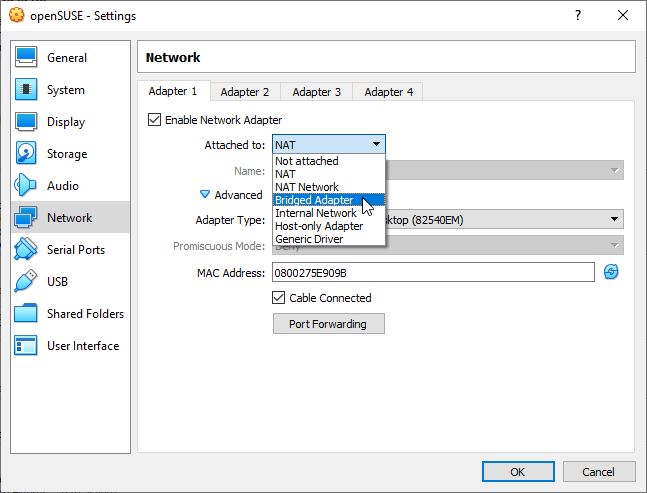 openSUSE - Settings
General
System
Display
Storage
Audio
Network
Serial Ports
USB
Shared Folders
User Interface
Network
Adapter 1 Adapter 2 Adapter 3 Adapter 4
Enable Network Adapter
Attached to: NAT
Not attached
NAT
NAT Network
Bridged Adapter
Internal Network
Host-only Adapter
Generic Driver
Name:
Advanced
Adapter Type: (82540EM)
Promiscuous Mode:
MAC Address: 0800275E909B
Cable Connected
Port Forwarding
OK Cancel